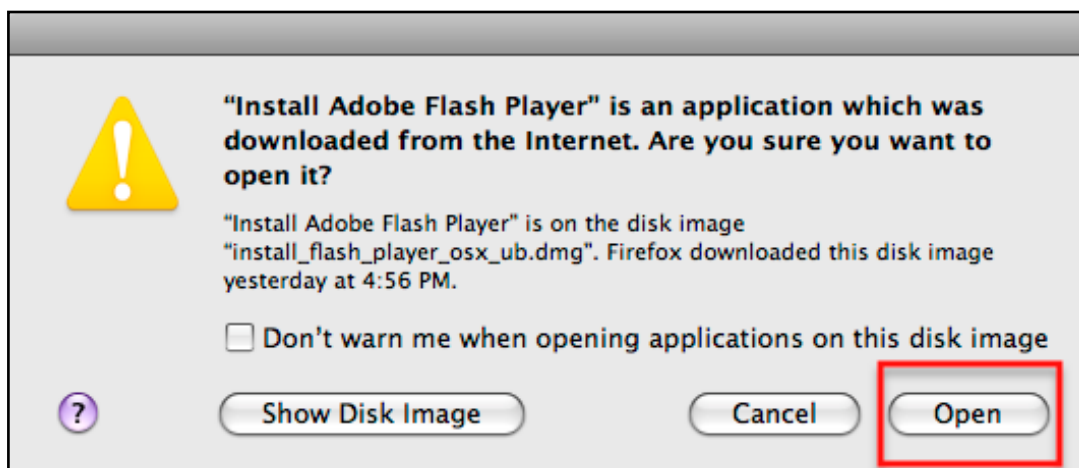 “Install Adobe Flash Player” is an application which was
downloaded from the Internet. Are you sure you want to
open it?
“Install Adobe Flash Player” is on the disk image
“install_flash_player_osx_ub.dmg”. Firefox downloaded this disk image
yesterday at 4:56 PM.
Don’t warn me when opening applications on this disk image
? Show Disk Image Cancel Open